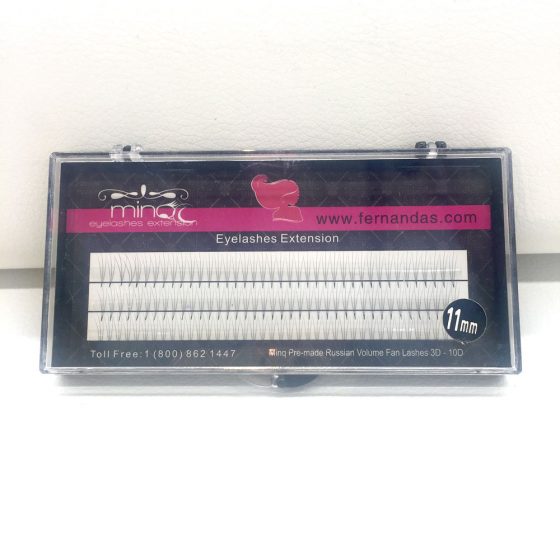 minq
eyelashes extension
www.fernandas.com
Eyelashes Extension
11mm
Toll Free: 1 (800) 862 1447
Minq Pre-made Russian Volume Fan Lashes 3D - 10D